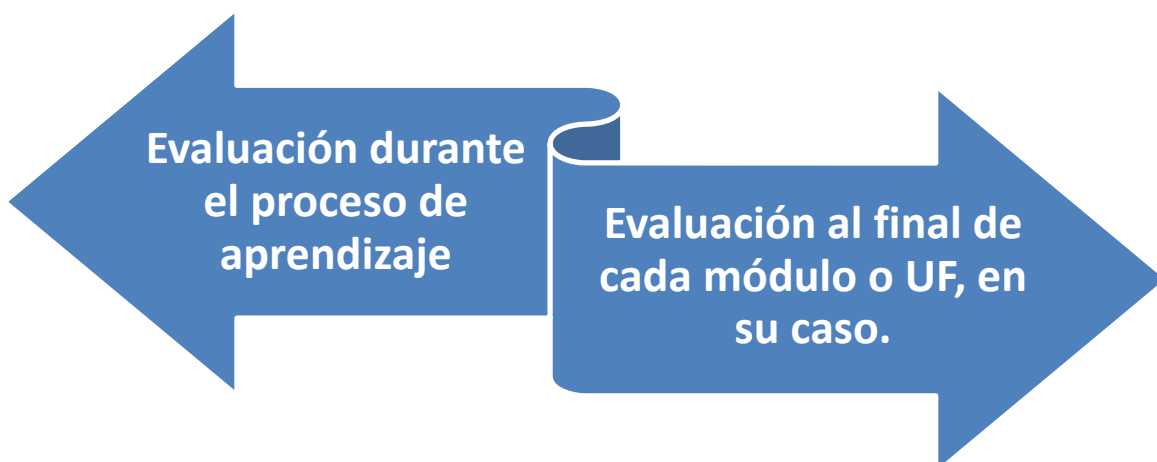 Evaluación durante
el proceso de
aprendizaje
Evaluación al final de
cada módulo o UF, en
su caso.